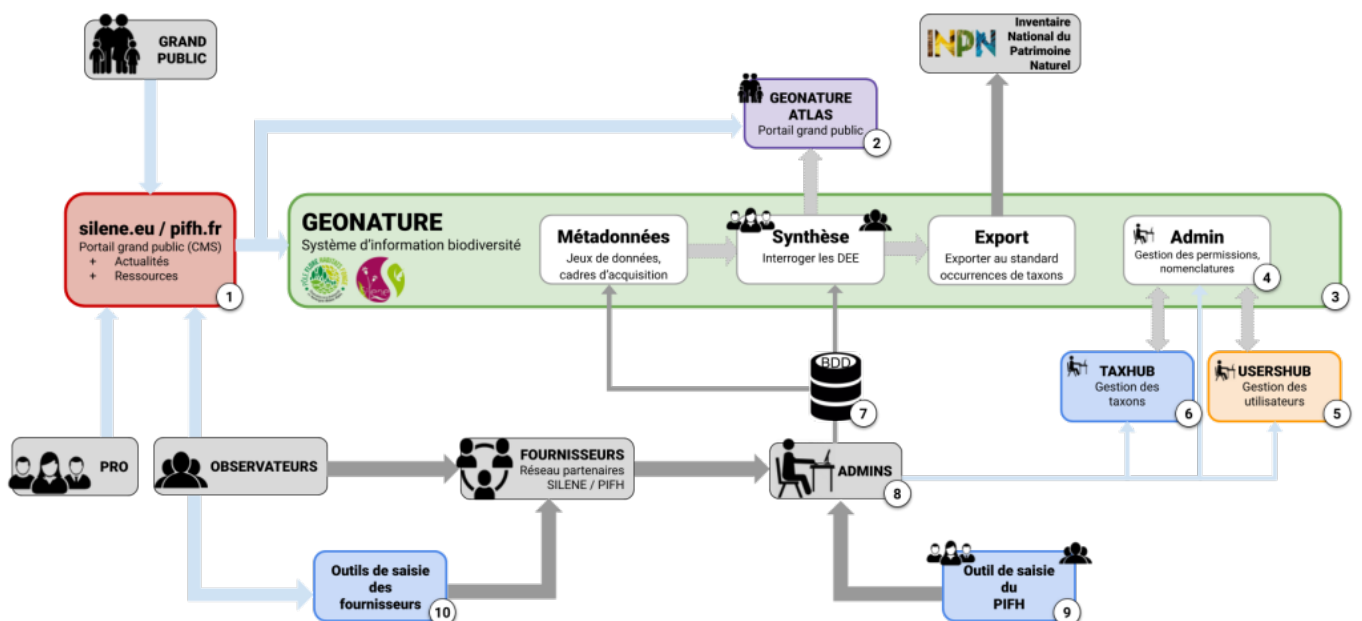 GRAND
PUBLIC
INPN
Inventaire
National du
Patrimoine
Naturel
GEONATURE
ATLAS
Portail grand public
2
silene.eu / pifh.fr
Portail grand public (CMS)
+ Actualités
+ Ressources
1
GEONATURE
Système d'information biodiversité
Métadonnées
Jeux de données,
cadres d'acquisition
Synthèse
Interroger les DEE
Export
Exporter au standard
occurrences de taxons
Admin
Gestion des permissions,
nomenclatures
4
3
BDD
7
TAXHUB
Gestion des
taxons
6
USERSHUB
Gestion des
utilisateurs
5
PRO
OBSERVATEURS
FOURNISSEURS
Réseau partenaires
SILENE / PIFH
ADMINS
8
Outils de saisie
des
fournisseurs
10
Outil de saisie
du
PIFH
9